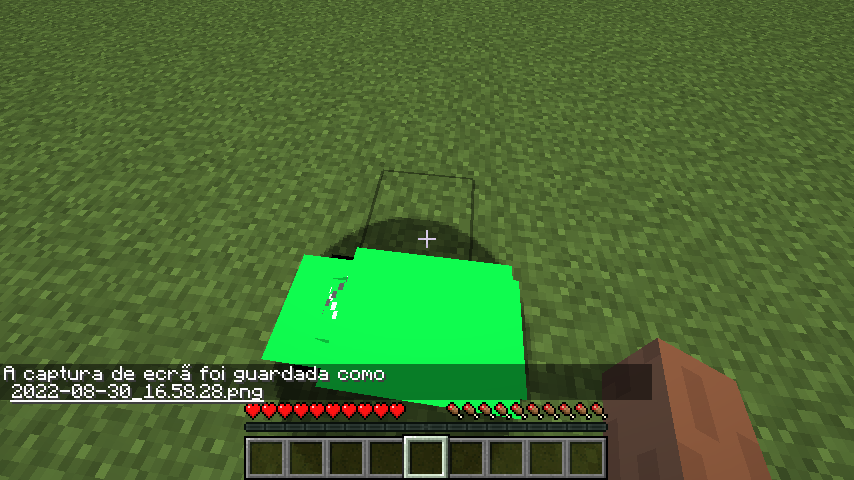 A captura de ecrã foi guardada como
2022-08-30_16.58.28.png